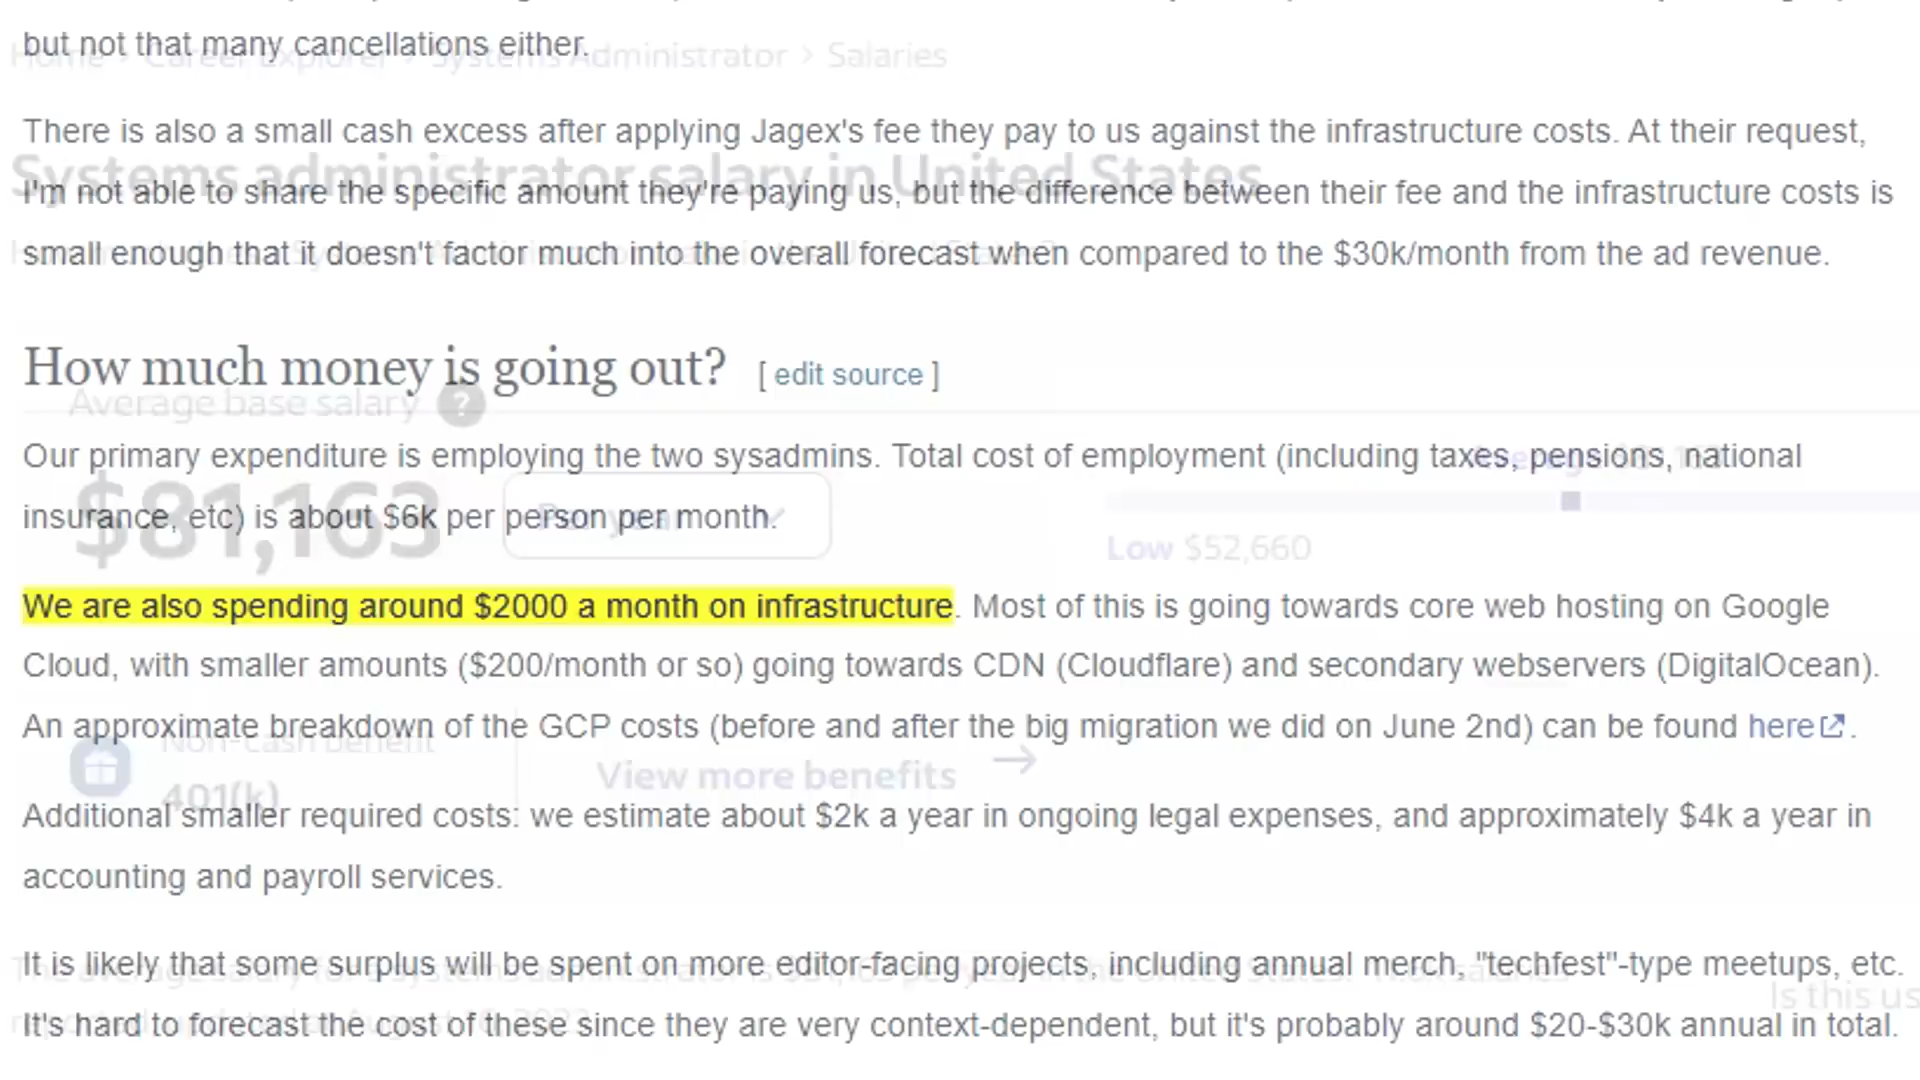 but not that many cancellations either.
Home > Career Explorer > Systems Administrator > Salaries
There is also a small cash excess after applying Jagex's fee they pay to us against the infrastructure costs. At their request,
Systems administrator salary in United States
I'm not able to share the specific amount they're paying us, but the difference between their fee and the infrastructure costs is
small enough that it doesn't factor much into the overall forecast when compared to the $30k/month from the ad revenue.
How much money is going out? [ edit source ]
Average base salary ?
Our primary expenditure is employing the two sysadmins. Total cost of employment (including taxes, pensions, national
insurance, etc) is about $6k per person per month.
$81,163 Per year
Low $52,660
We are also spending around $2000 a month on infrastructure. Most of this is going towards core web hosting on Google
Cloud, with smaller amounts ($200/month or so) going towards CDN (Cloudflare) and secondary webservers (DigitalOcean).
An approximate breakdown of the GCP costs (before and after the big migration we did on June 2nd) can be found here.
Non-cash benefit
401(k)
View more benefits
Additional smaller required costs: we estimate about $2k a year in ongoing legal expenses, and approximately $4k a year in
accounting and payroll services.
It is likely that some surplus will be spent on more editor-facing projects, including annual merch, "techfest"-type meetups, etc.
Is this us
It's hard to forecast the cost of these since they are very context-dependent, but it's probably around $20-$30k annual in total.